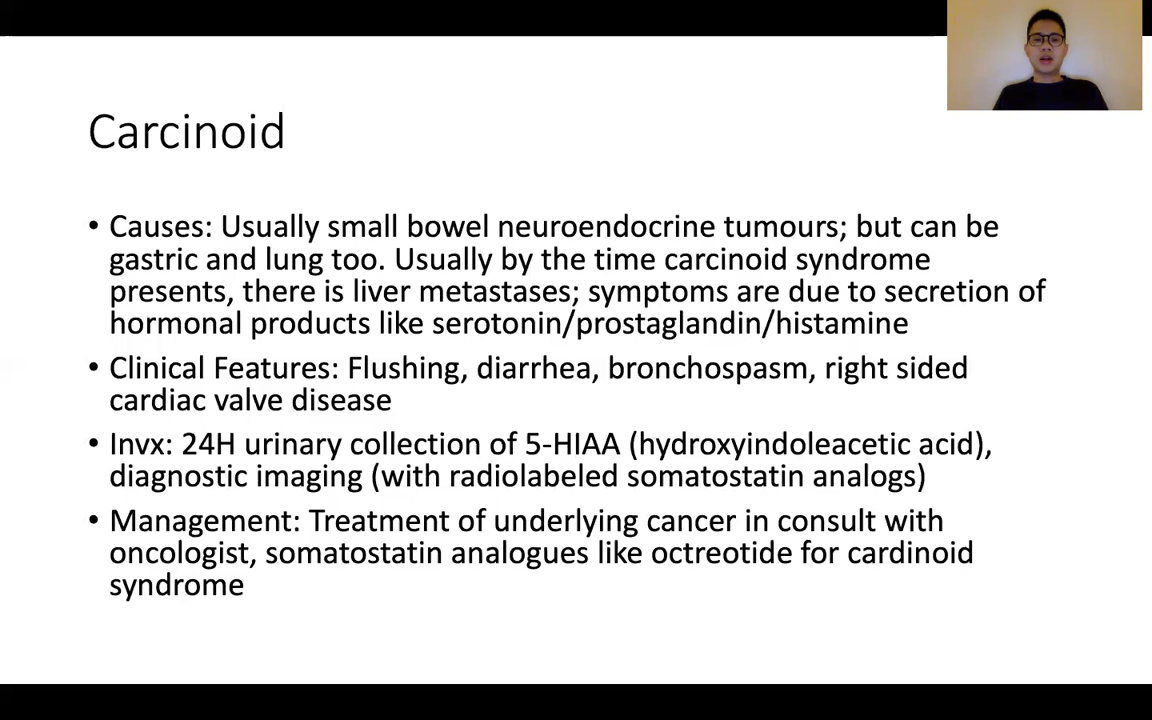 Carcinoid
• Causes: Usually small bowel neuroendocrine tumours; but can be
gastric and lung too. Usually by the time carcinoid syndrome
presents, there is liver metastases; symptoms are due to secretion of
hormonal products like serotonin/prostaglandin/histamine
• Clinical Features: Flushing, diarrhea, bronchospasm, right sided
cardiac valve disease
• Invx: 24H urinary collection of 5-HIAA (hydroxyindoleacetic acid),
diagnostic imaging (with radiolabeled somatostatin analogs)
• Management: Treatment of underlying cancer in consult with
oncologist, somatostatin analogues like octreotide for cardinoid
syndrome